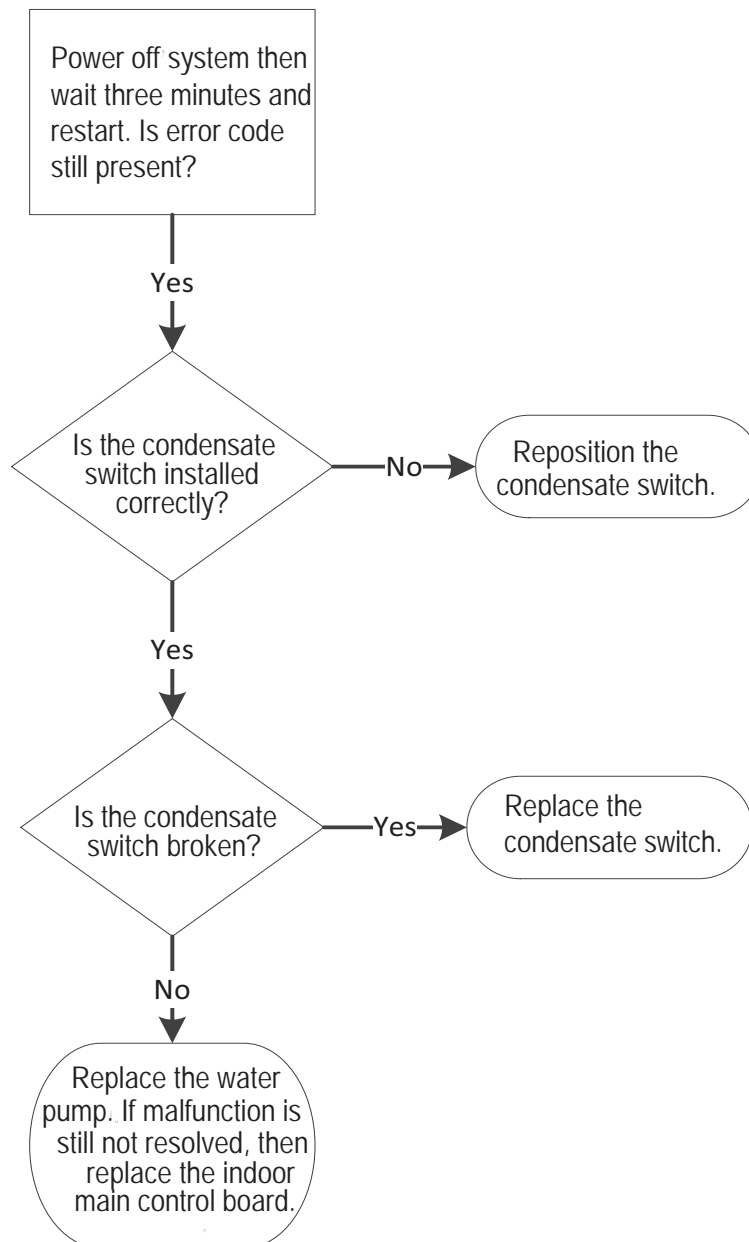 Power off system then
wait three minutes and
restart. Is error code
still present?
Yes
Is the condensate
switch installed
correctly?
No
Reposition the
condensate switch.
Yes
Is the condensate
switch broken?
Yes
Replace the
condensate switch.
No
Replace the water
pump. If malfunction is
still not resolved, then
replace the indoor
main control board.